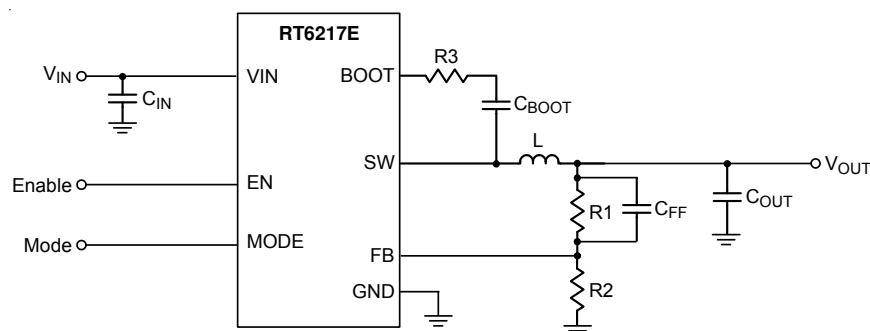 RT6217E
VIN
VIN
CIN
BOOT
R3
CBOOT
SW
L
VOUT
Enable
EN
R1
CFF
COUT
Mode
MODE
FB
R2
GND